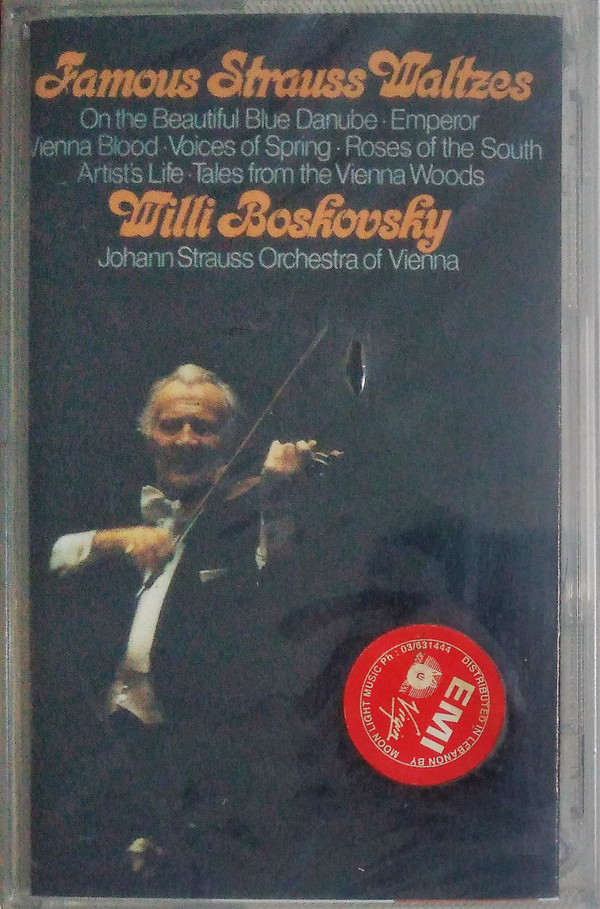 Famous Strauss Waltzes
On the Beautiful Blue Danube · Emperor
Vienna Blood · Voices of Spring · Roses of the South
Artist's Life · Tales from the Vienna Woods
Willi Boskovsky
Johann Strauss Orchestra of Vienna
DISTRIBUTED IN LEBANON BY
MOON LIGHT MUSIC Ph : 03/631444
EMI
Virgin
G